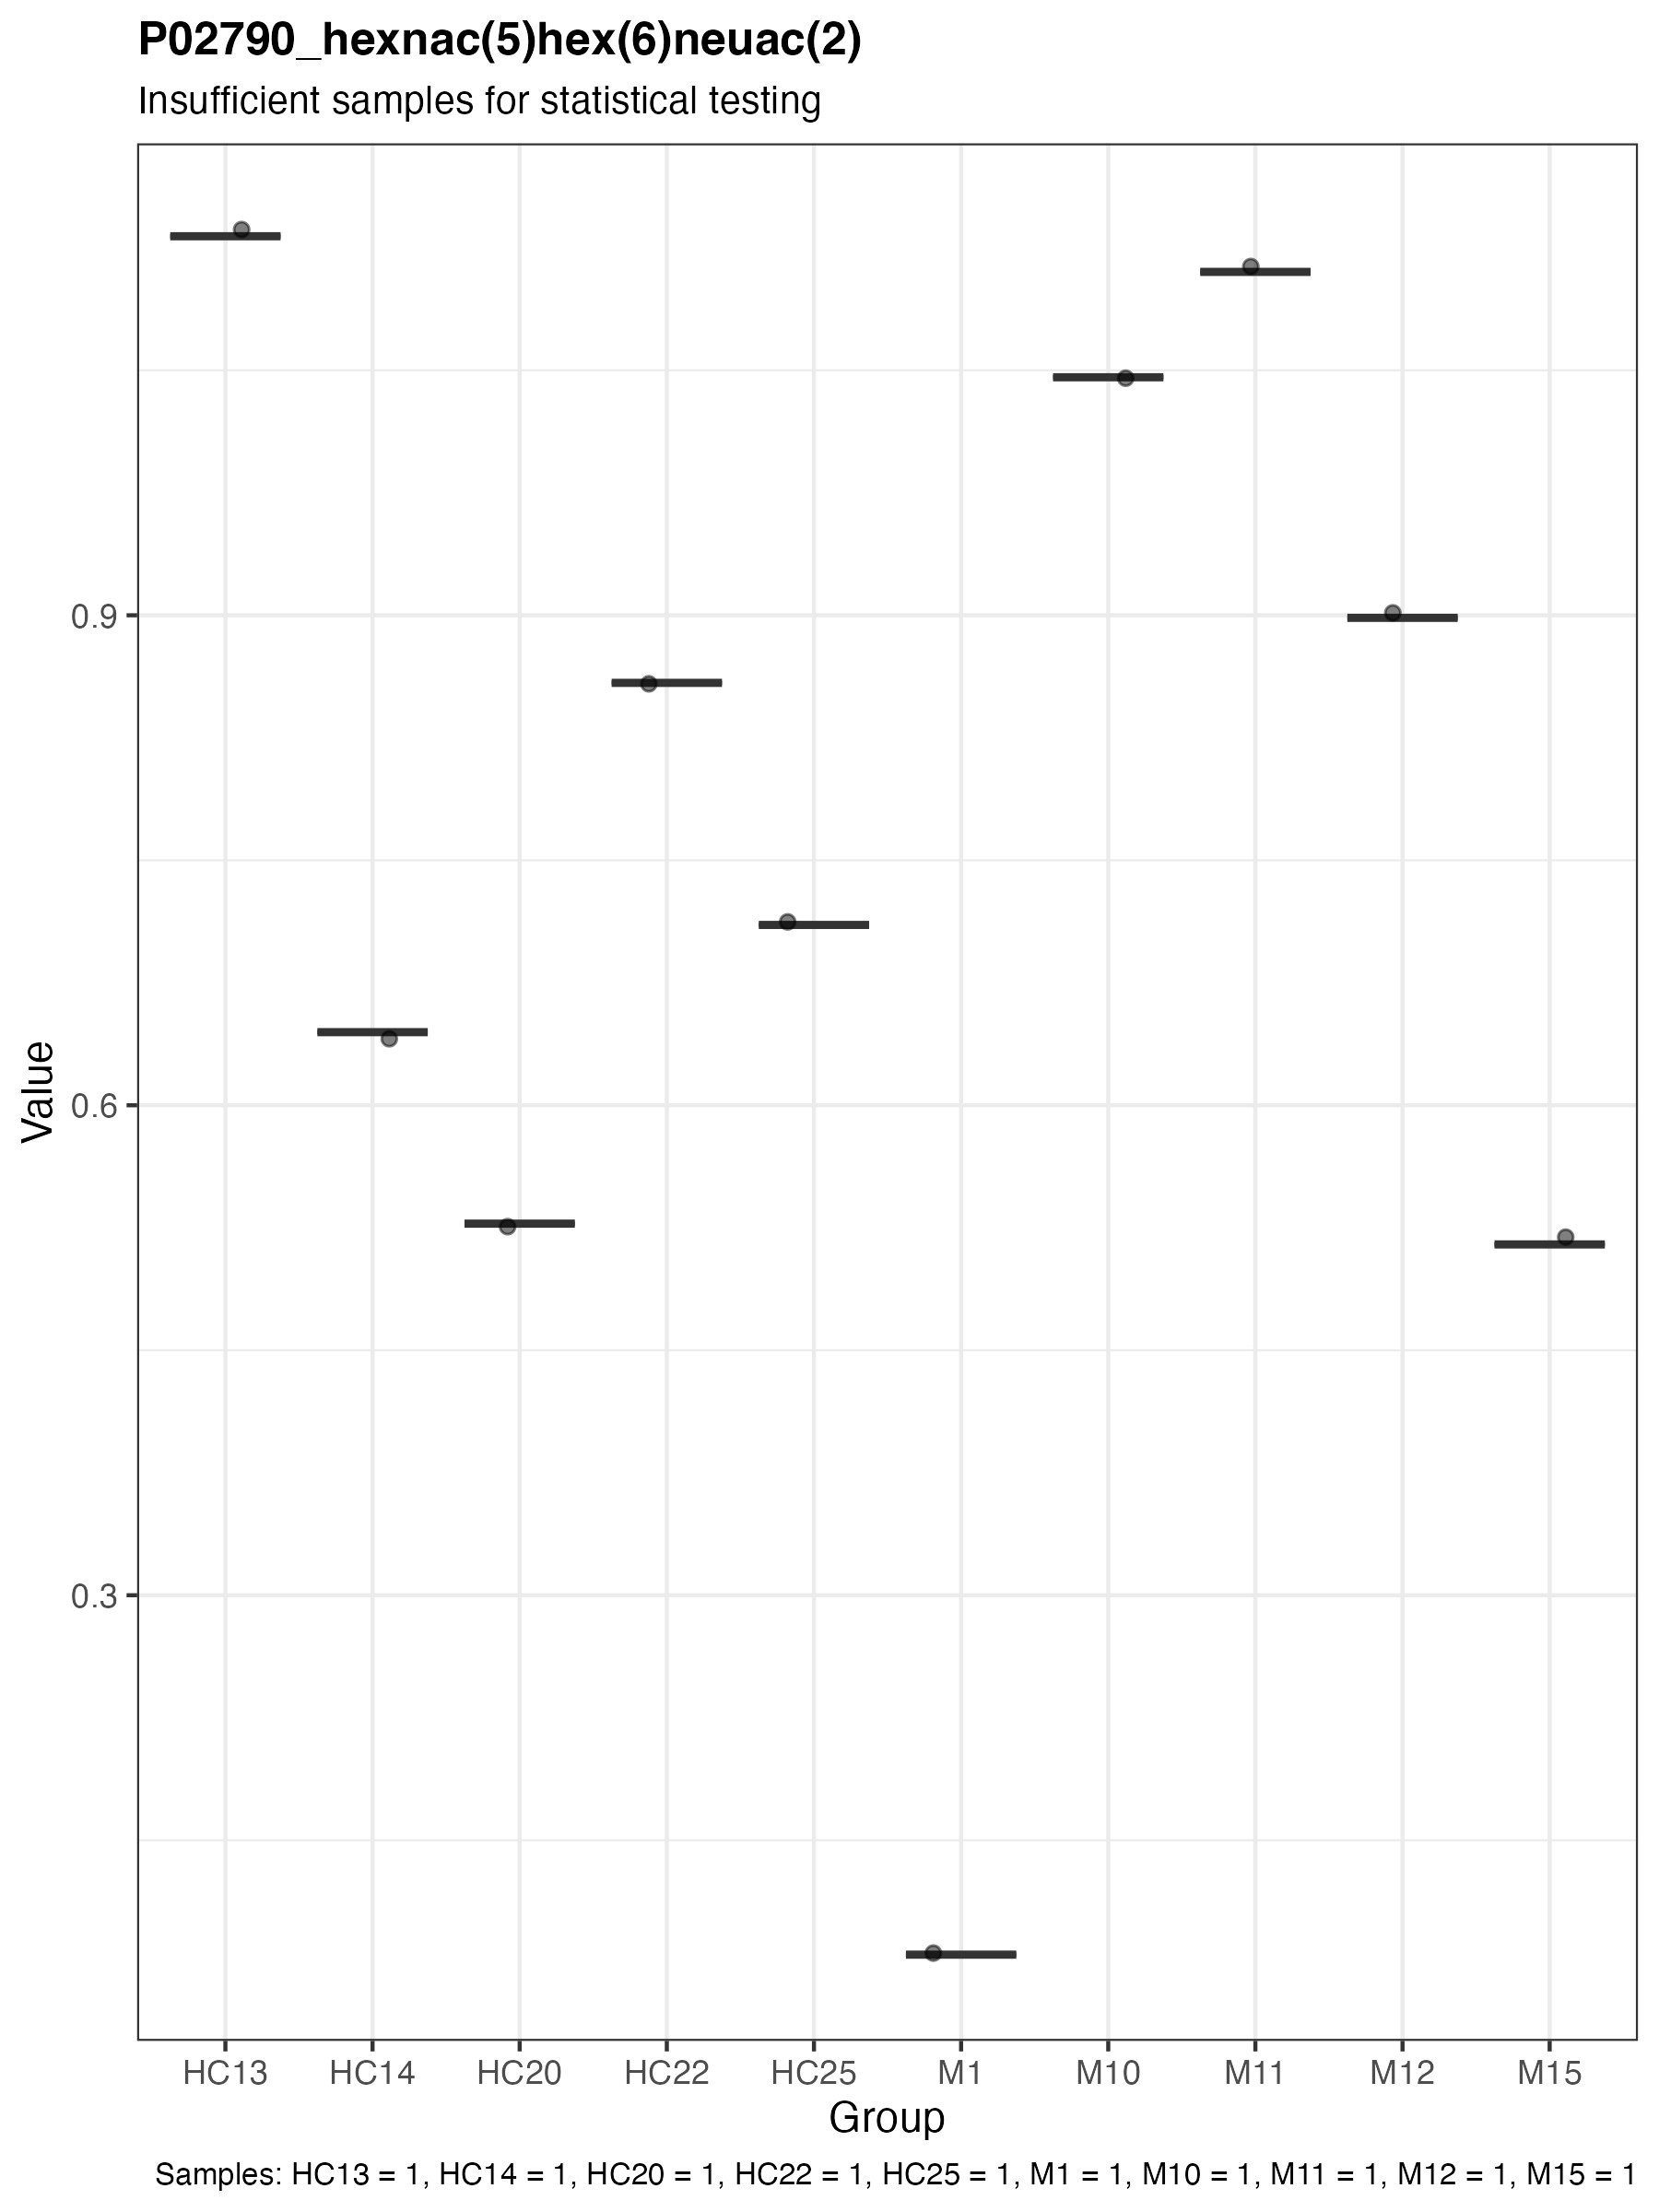 P02790_hexnac(5)hex(6)neuac(2)
Insufficient samples for statistical testing
Value
0.9
0.6
0.3
HC13 HC14 HC20 HC22 HC25 M1 M10 M11 M12 M15
Group
Samples: HC13 = 1, HC14 = 1, HC20 = 1, HC22 = 1, HC25 = 1, M1 = 1, M10 = 1, M11 = 1, M12 = 1, M15 = 1